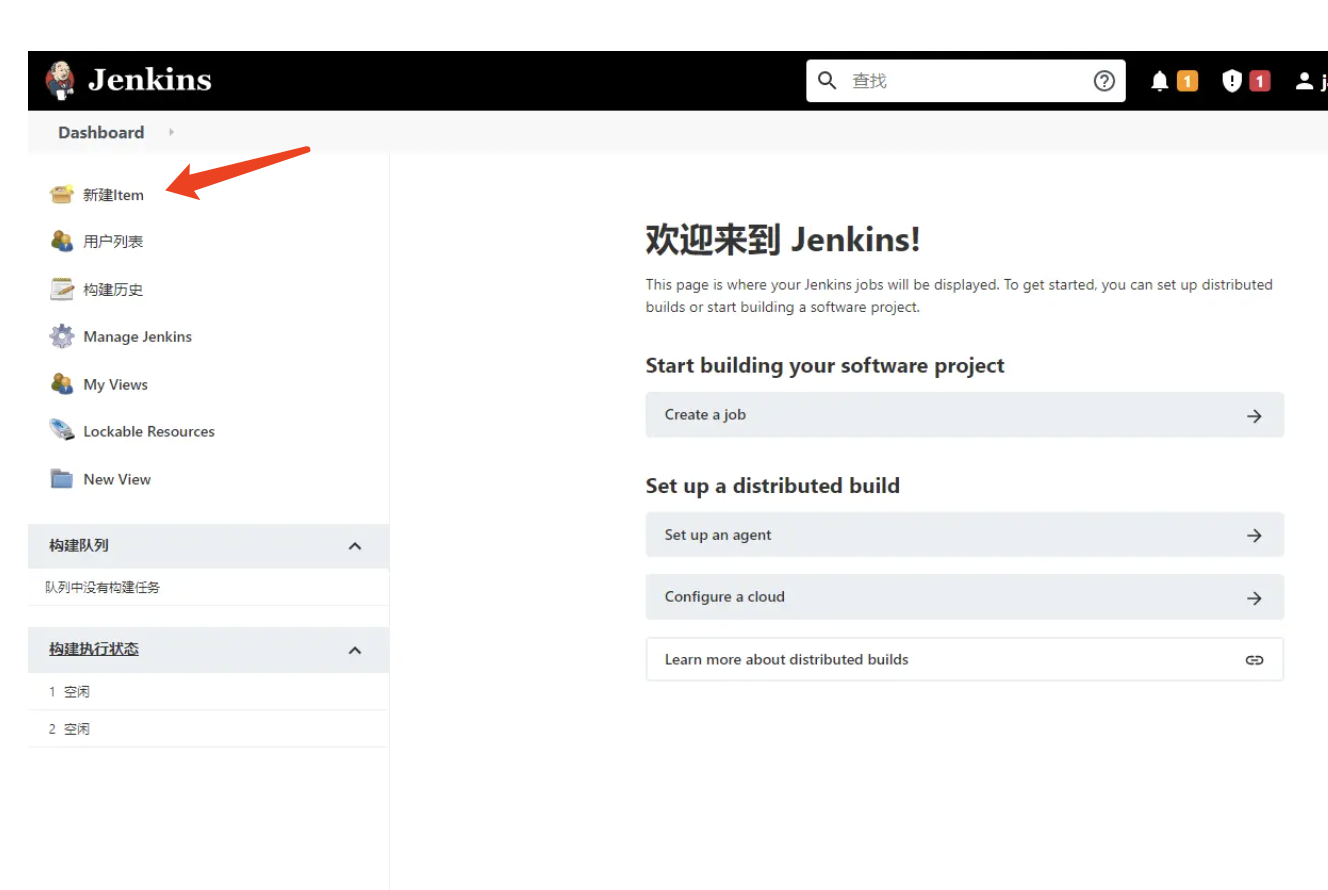 Jenkins
查找
1
1
Dashboard
新建Item
用户列表
构建历史
Manage Jenkins
My Views
Lockable Resources
New View
构建队列
队列中没有构建任务
构建执行状态
1 空闲
2 空闲
欢迎来到 Jenkins!
This page is where your Jenkins jobs will be displayed. To get started, you can set up distributed
builds or start building a software project.
Start building your software project
Create a job
Set up a distributed build
Set up an agent
Configure a cloud
Learn more about distributed builds